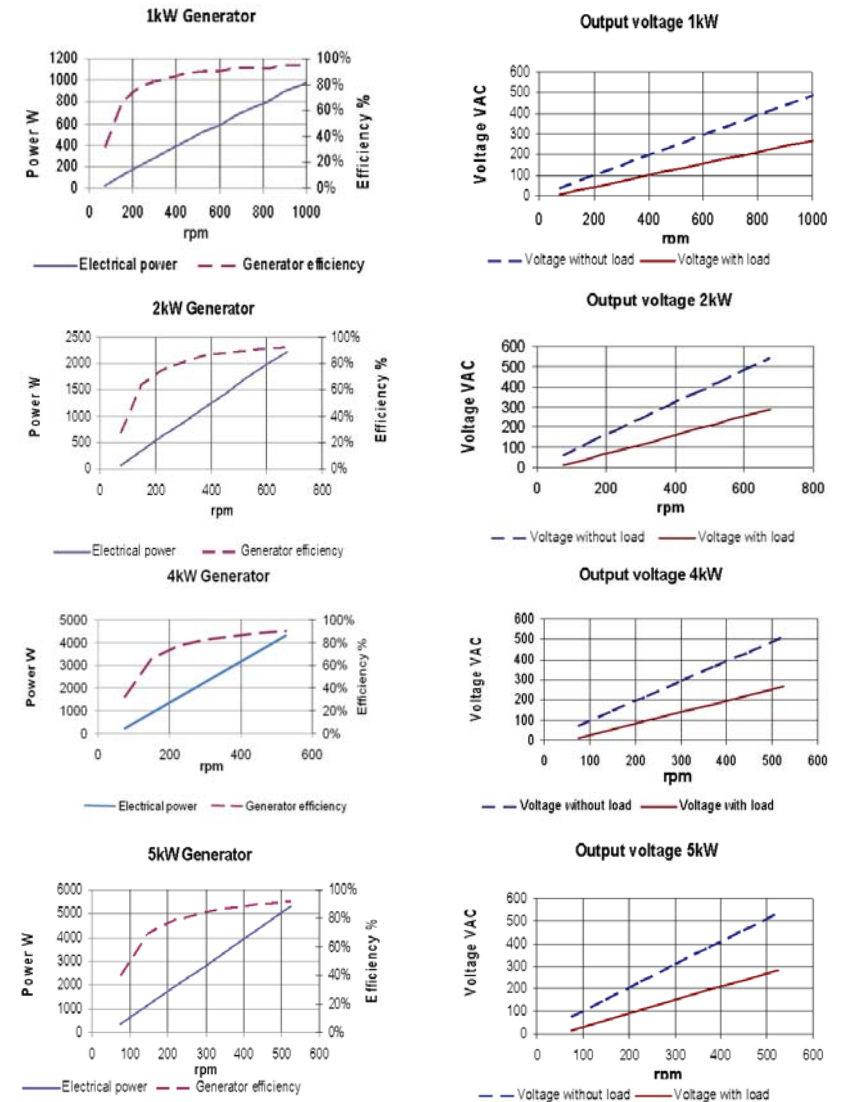 1kW Generator
Power W
1200
1000
800
600
400
200
0
100%
80%
60%
40%
20%
0%
Efficiency %
0 200 400 600 800 1000
rpm
Electrical power Generator efficiency
Output voltage 1kW
Voltage VAC
600
500
400
300
200
100
0
0 200 400 600 800 1000
rpm
Voltage without load Voltage with load
2kW Generator
Power W
2500
2000
1500
1000
500
0
100%
80%
60%
40%
20%
0%
Efficiency %
0 200 400 600 800
rpm
Electrical power Generator efficiency
Output voltage 2kW
Voltage VAC
600
500
400
300
200
100
0
0 200 400 600 800
rpm
Voltage without load Voltage with load
4kW Generator
Power W
5000
4000
3000
2000
1000
0
100%
80%
60%
40%
20%
0%
Efficiency %
0 200 400 600
rpm
Electrical power Generator efficiency
Output voltage 4kW
Voltage VAC
600
500
400
300
200
100
0
0 100 200 300 400 500 600
rpm
Voltage without load Voltage with load
5kW Generator
Power W
6000
5000
4000
3000
2000
1000
0
100%
80%
60%
40%
20%
0%
Efficiency %
0 100 200 300 400 500 600
rpm
Electrical power Generator efficiency
Output voltage 5kW
Voltage VAC
600
500
400
300
200
100
0
0 100 200 300 400 500 600
rpm
Voltage without load Voltage with load